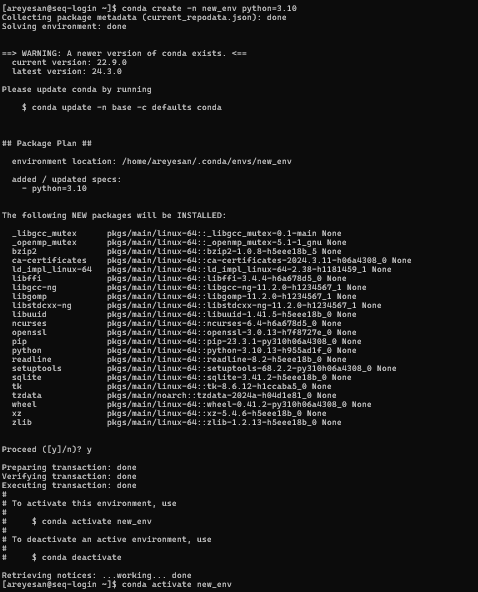 [areyesan@seq-login ~]$ conda create -n new_env python=3.10
Collecting package metadata (current_repodata.json): done
Solving environment: done
==> WARNING: A newer version of conda exists. <==
  current version: 22.9.0
  latest version: 24.3.0
Please update conda by running
    $ conda update -n base -c defaults conda
## Package Plan ##
  environment location: /home/areyesan/.conda/envs/new_env
  added / updated specs:
    - python=3.10
The following NEW packages will be INSTALLED:
  _libgcc_mutex      pkgs/main/linux-64::_libgcc_mutex-0.1-main None
  _openmp_mutex      pkgs/main/linux-64::_openmp_mutex-5.1-1_gnu None
  bzip2              pkgs/main/linux-64::bzip2-1.0.8-h5eee18b_5 None
  ca-certificates    pkgs/main/linux-64::ca-certificates-2024.3.11-h06a4308_0 None
  ld_impl_linux-64   pkgs/main/linux-64::ld_impl_linux-64-2.38-h1181459_1 None
  libffi             pkgs/main/linux-64::libffi-3.4.4-h6a678d5_0 None
  libgcc-ng          pkgs/main/linux-64::libgcc-ng-11.2.0-h1234567_1 None
  libgomp            pkgs/main/linux-64::libgomp-11.2.0-h1234567_1 None
  libstdcxx-ng       pkgs/main/linux-64::libstdcxx-ng-11.2.0-h1234567_1 None
  libuuid            pkgs/main/linux-64::libuuid-1.41.5-h5eee18b_0 None
  ncurses            pkgs/main/linux-64::ncurses-6.4-h6a678d5_0 None
  openssl            pkgs/main/linux-64::openssl-3.0.13-h7f8727e_0 None
  pip                pkgs/main/linux-64::pip-23.3.1-py310h06a4308_0 None
  python             pkgs/main/linux-64::python-3.10.13-h955ad1f_0 None
  readline           pkgs/main/linux-64::readline-8.2-h5eee18b_0 None
  setuptools         pkgs/main/linux-64::setuptools-68.2.2-py310h06a4308_0 None
  sqlite             pkgs/main/linux-64::sqlite-3.41.2-h5eee18b_0 None
  tk                 pkgs/main/linux-64::tk-8.6.12-h1ccaba5_0 None
  tzdata             pkgs/main/noarch::tzdata-2024a-h04d1e81_0 None
  wheel              pkgs/main/linux-64::wheel-0.41.2-py310h06a4308_0 None
  xz                 pkgs/main/linux-64::xz-5.4.6-h5eee18b_0 None
  zlib               pkgs/main/linux-64::zlib-1.2.13-h5eee18b_0 None
Proceed ([y]/n)? y
Preparing transaction: done
Verifying transaction: done
Executing transaction: done
#
# To activate this environment, use
#
#     $ conda activate new_env
#
# To deactivate an active environment, use
#
#     $ conda deactivate
Retrieving notices: ...working... done
[areyesan@seq-login ~]$ conda activate new_env